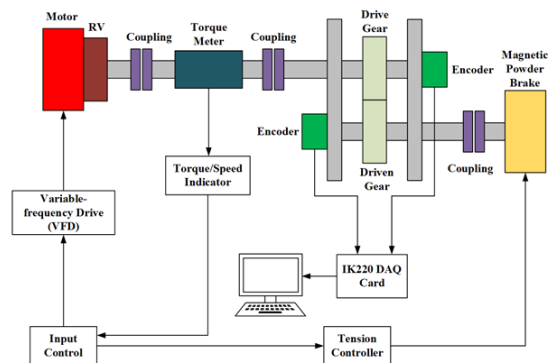 Motor
RV
Coupling
Torque
Meter
Coupling
Drive
Gear
Encoder
Magnetic
Powder
Brake
Encoder
Driven
Gear
Coupling
Torque/Speed
Indicator
Variable-
frequency Drive
(VFD)
IK220 DAQ
Card
Input
Control
Tension
Controller